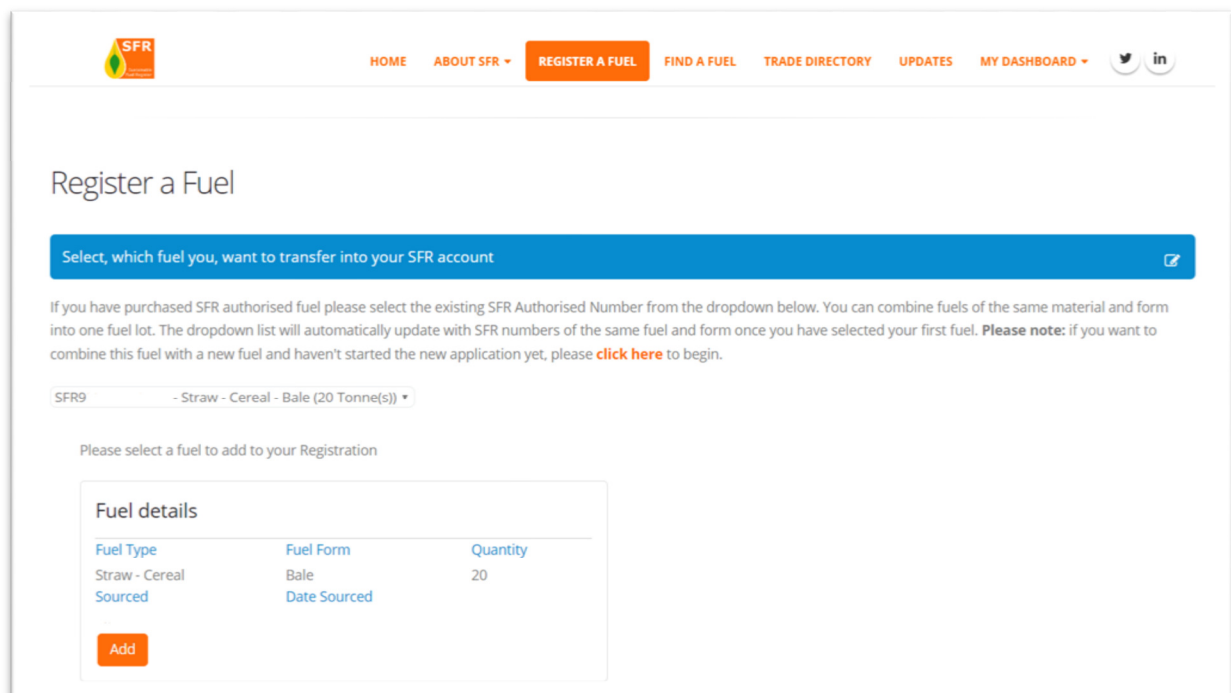 SFR
HOME ABOUT SFR REGISTER A FUEL FIND A FUEL TRADE DIRECTORY UPDATES MY DASHBOARD in
Register a Fuel
Select, which fuel you, want to transfer into your SFR account
If you have purchased SFR authorised fuel please select the existing SFR Authorised Number from the dropdown below. You can combine fuels of the same material and form
into one fuel lot. The dropdown list will automatically update with SFR numbers of the same fuel and form once you have selected your first fuel. Please note: if you want to
combine this fuel with a new fuel and haven't started the new application yet, please click here to begin.
SFR9 - Straw - Cereal - Bale (20 Tonne(s))
Please select a fuel to add to your Registration
Fuel details
Fuel Type Fuel Form Quantity
Straw - Cereal Bale 20
Sourced Date Sourced
Add